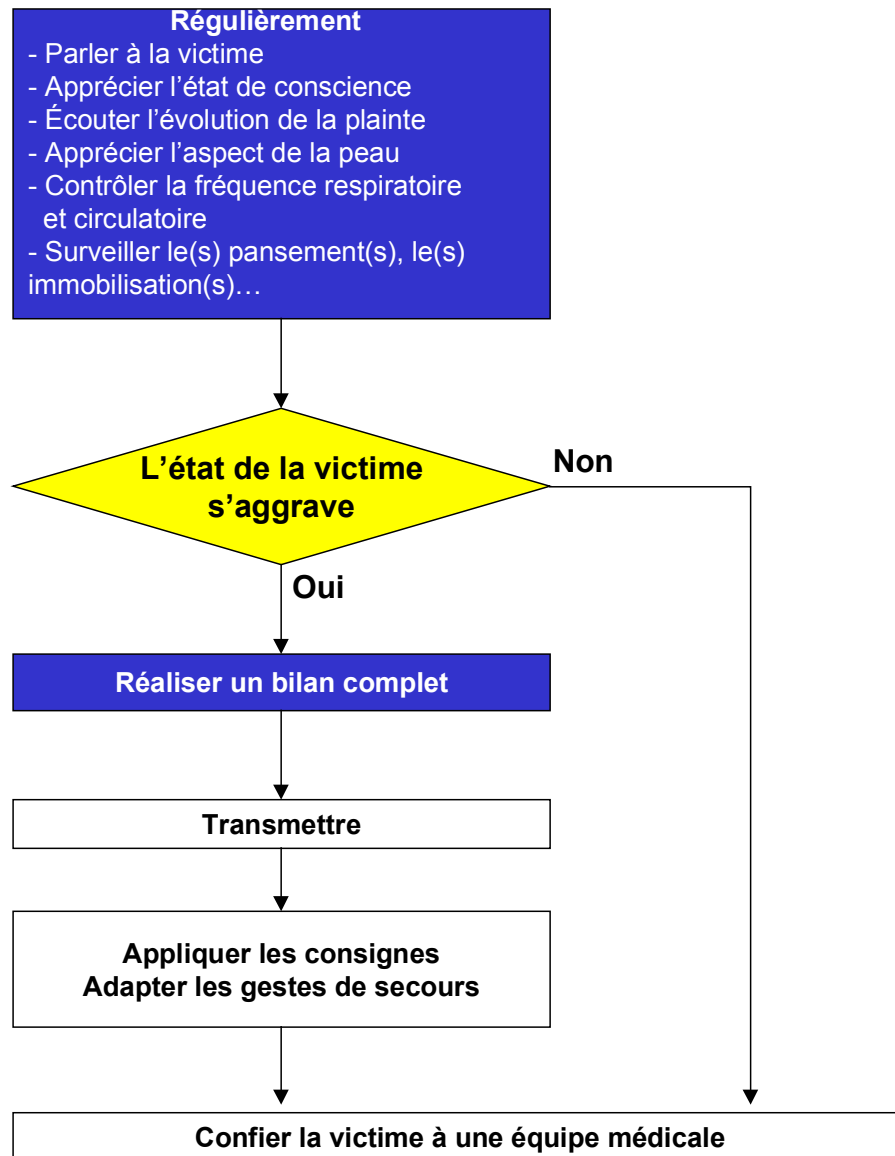 Régulièrement
- Parler à la victime
- Apprécier l’état de conscience
- Écouter l’évolution de la plainte
- Apprécier l’aspect de la peau
- Contrôler la fréquence respiratoire
et circulatoire
- Surveiller le(s) pansement(s), le(s)
immobilisation(s)…
L’état de la victime
s’aggrave
Non
Oui
Réaliser un bilan complet
Transmettre
Appliquer les consignes
Adapter les gestes de secours
Confier la victime à une équipe médicale